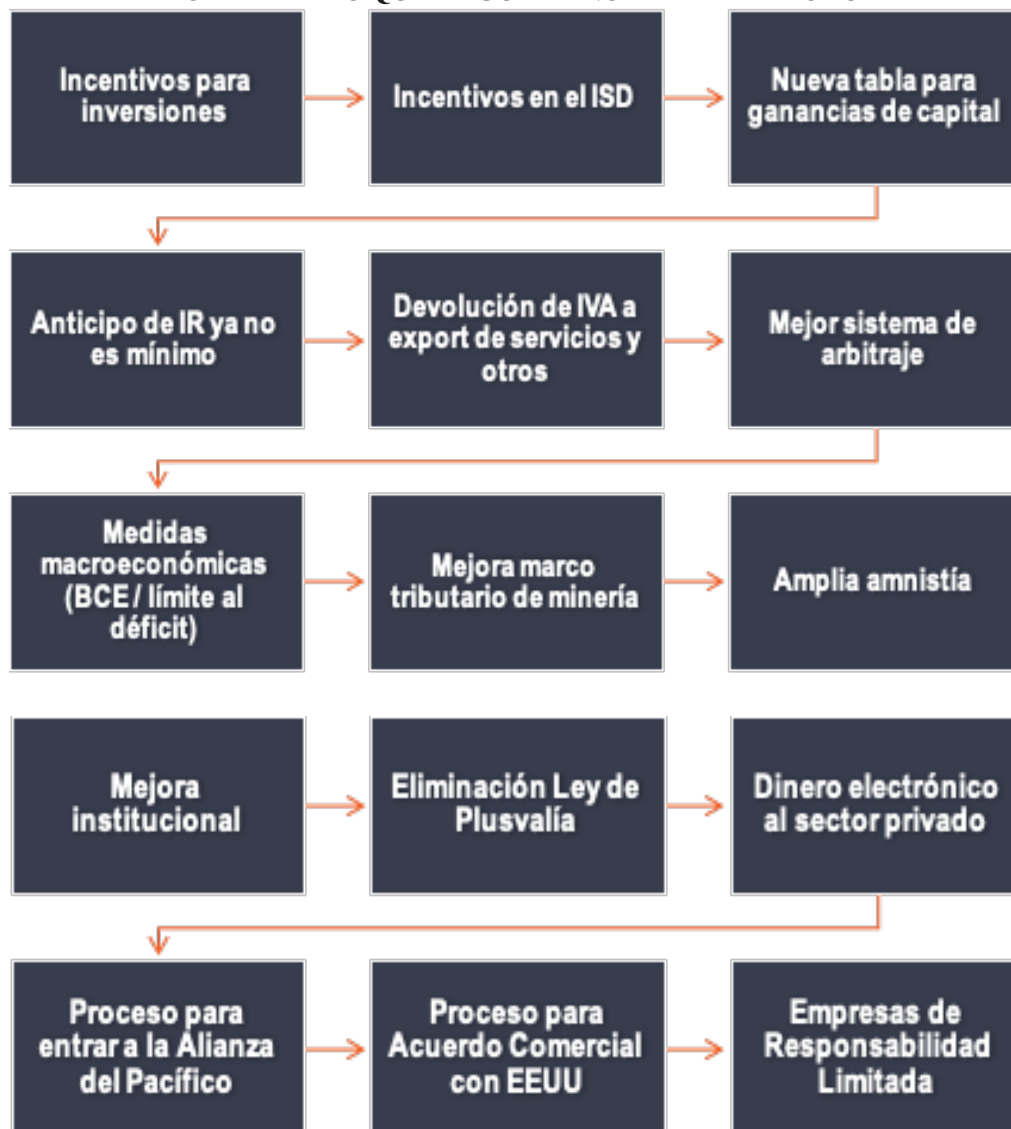 Incentivos para
inversiones
Incentivos en el ISD
Nueva tabla para
ganancias de capital
Anticipo de IR ya no
es mínimo
Devolución de IVA a
export de servicios y
otros
Mejor sistema de
arbitraje
Medidas
macroeconómicas
(BCE / límite al
déficit)
Mejora marco
tributario de minería
Amplia amnistía
Mejora
institucional
Eliminación Ley de
Plusvalía
Dinero electrónico
al sector privado
Proceso para
entrar a la Alianza
del Pacífico
Proceso para
Acuerdo Comercial
con EEUU
Empresas de
Responsabilidad
Limitada